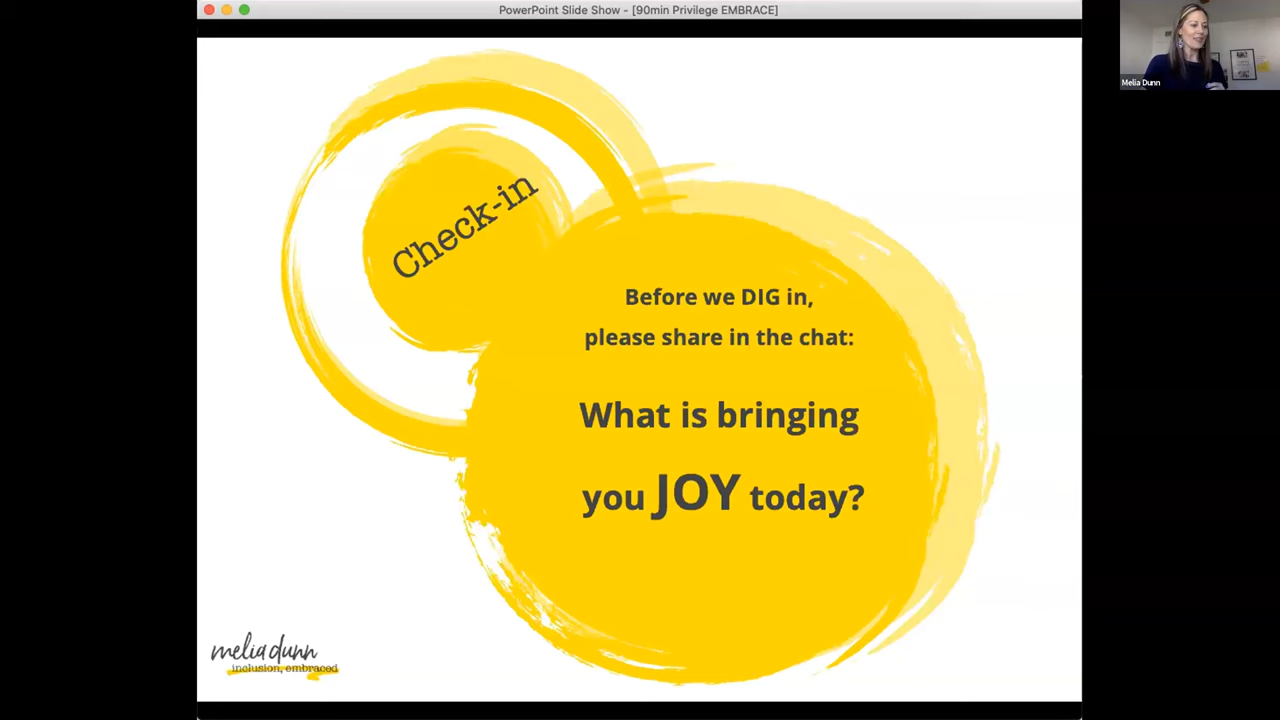 PowerPoint Slide Show - [90min Privilege EMBRACE]
Melia Dunn
Check-in
Before we DIG in,
please share in the chat:
What is bringing
you JOY today?
melia dunn
inclusion, embraced